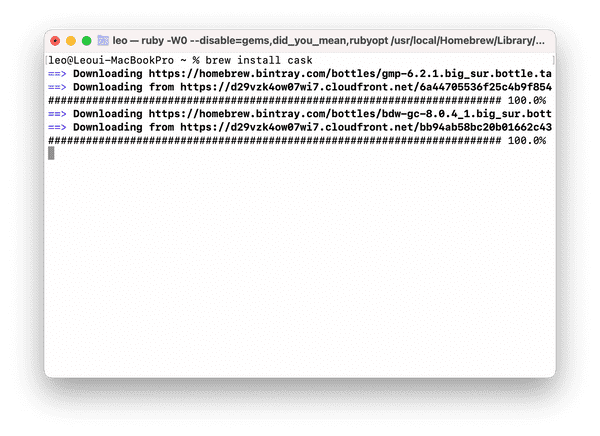 leo — ruby -W0 --disable=gems,did_you_mean,rubyopt /usr/local/Homebrew/Library/...
leo@Leoui-MacBookPro ~ % brew install cask
==> Downloading https://homebrew.bintray.com/bottles/gmp-6.2.1.big_sur.bottle.ta
==> Downloading from https://d29vzk4ow07wi7.cloudfront.net/6a44705536f25c4b9f854
######################################################################## 100.0%
==> Downloading https://homebrew.bintray.com/bottles/bdw-gc-8.0.4_1.big_sur.bott
==> Downloading from https://d29vzk4ow07wi7.cloudfront.net/bb94ab58bc20b01662c43
######################################################################## 100.0%